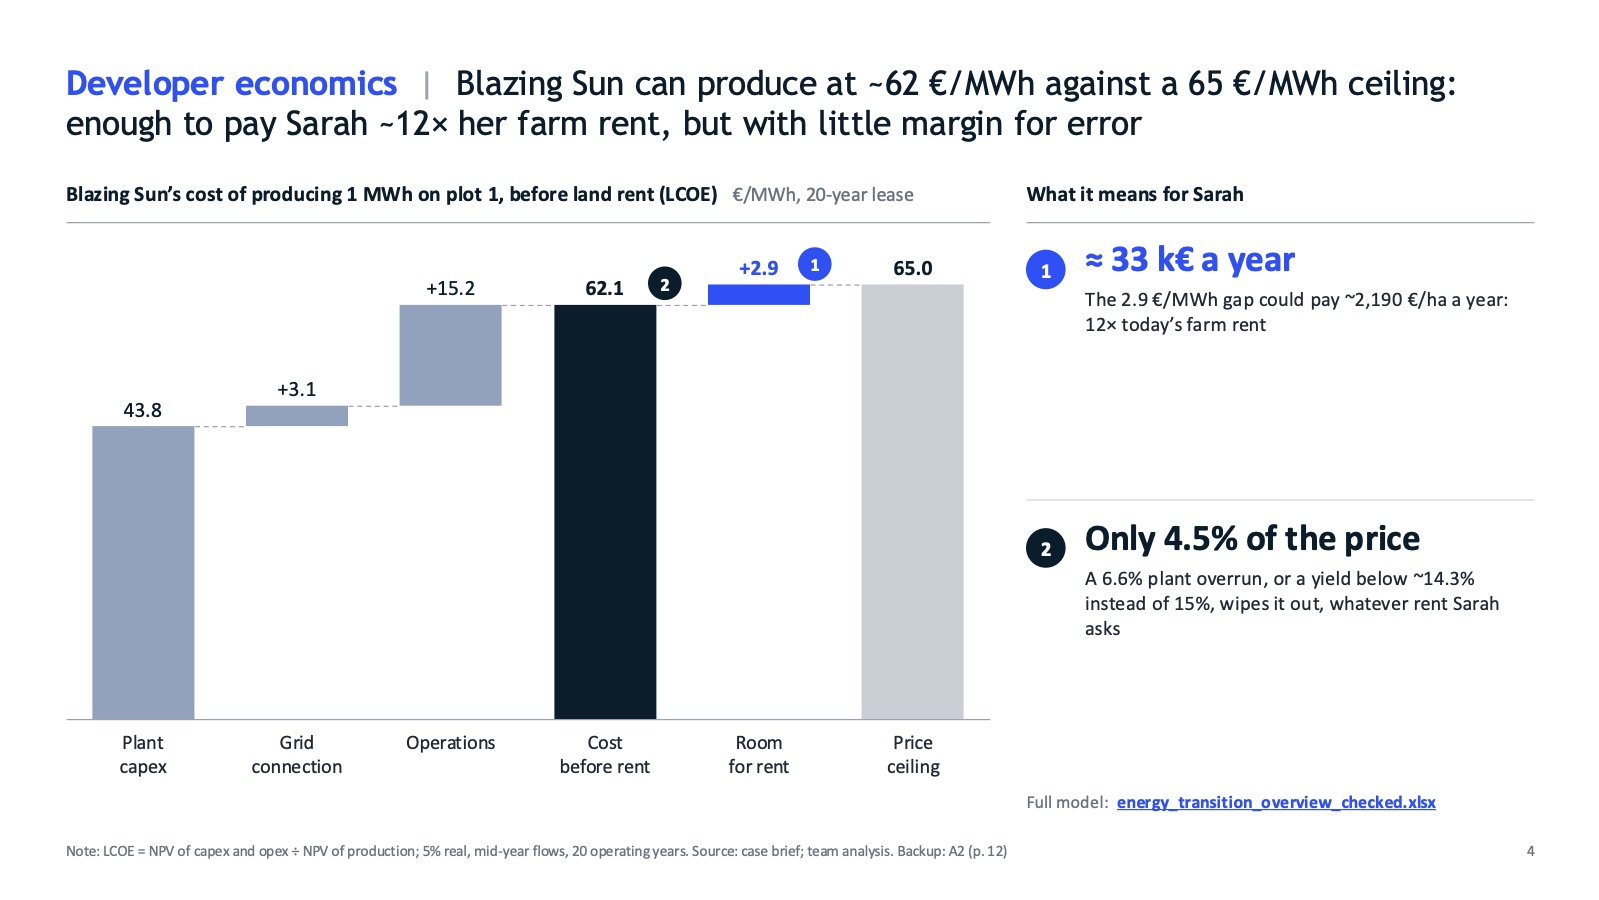 Developer economics | Blazing Sun can produce at ~62 €/MWh against a 65 €/MWh ceiling:
enough to pay Sarah ~12× her farm rent, but with little margin for error
Blazing Sun’s cost of producing 1 MWh on plot 1, before land rent (LCOE) €/MWh, 20-year lease
43.8
+3.1
+15.2
62.1
2
+2.9
1
65.0
Plant
capex
Grid
connection
Operations
Cost
before rent
Room
for rent
Price
ceiling
What it means for Sarah
1
≈ 33 k€ a year
The 2.9 €/MWh gap could pay ~2,190 €/ha a year:
12× today’s farm rent
2
Only 4.5% of the price
A 6.6% plant overrun, or a yield below ~14.3%
instead of 15%, wipes it out, whatever rent Sarah
asks
Full model: energy_transition_overview_checked.xlsx
Note: LCOE = NPV of capex and opex ÷ NPV of production; 5% real, mid-year flows, 20 operating years. Source: case brief; team analysis. Backup: A2 (p. 12)
4